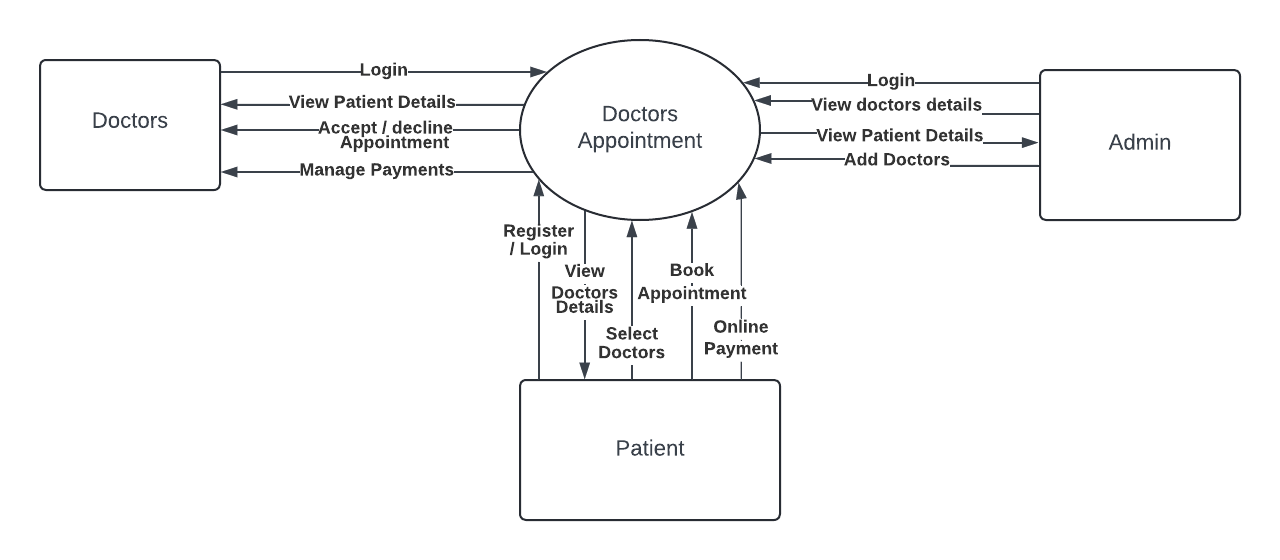 Doctors
Login
View Patient Details
Accept / decline
Appointment
Manage Payments
Doctors
Appointment
Login
View doctors details
View Patient Details
Add Doctors
Admin
Register
/ Login
View
Doctors
Details
Select
Doctors
Book
Appointment
Online
Payment
Patient